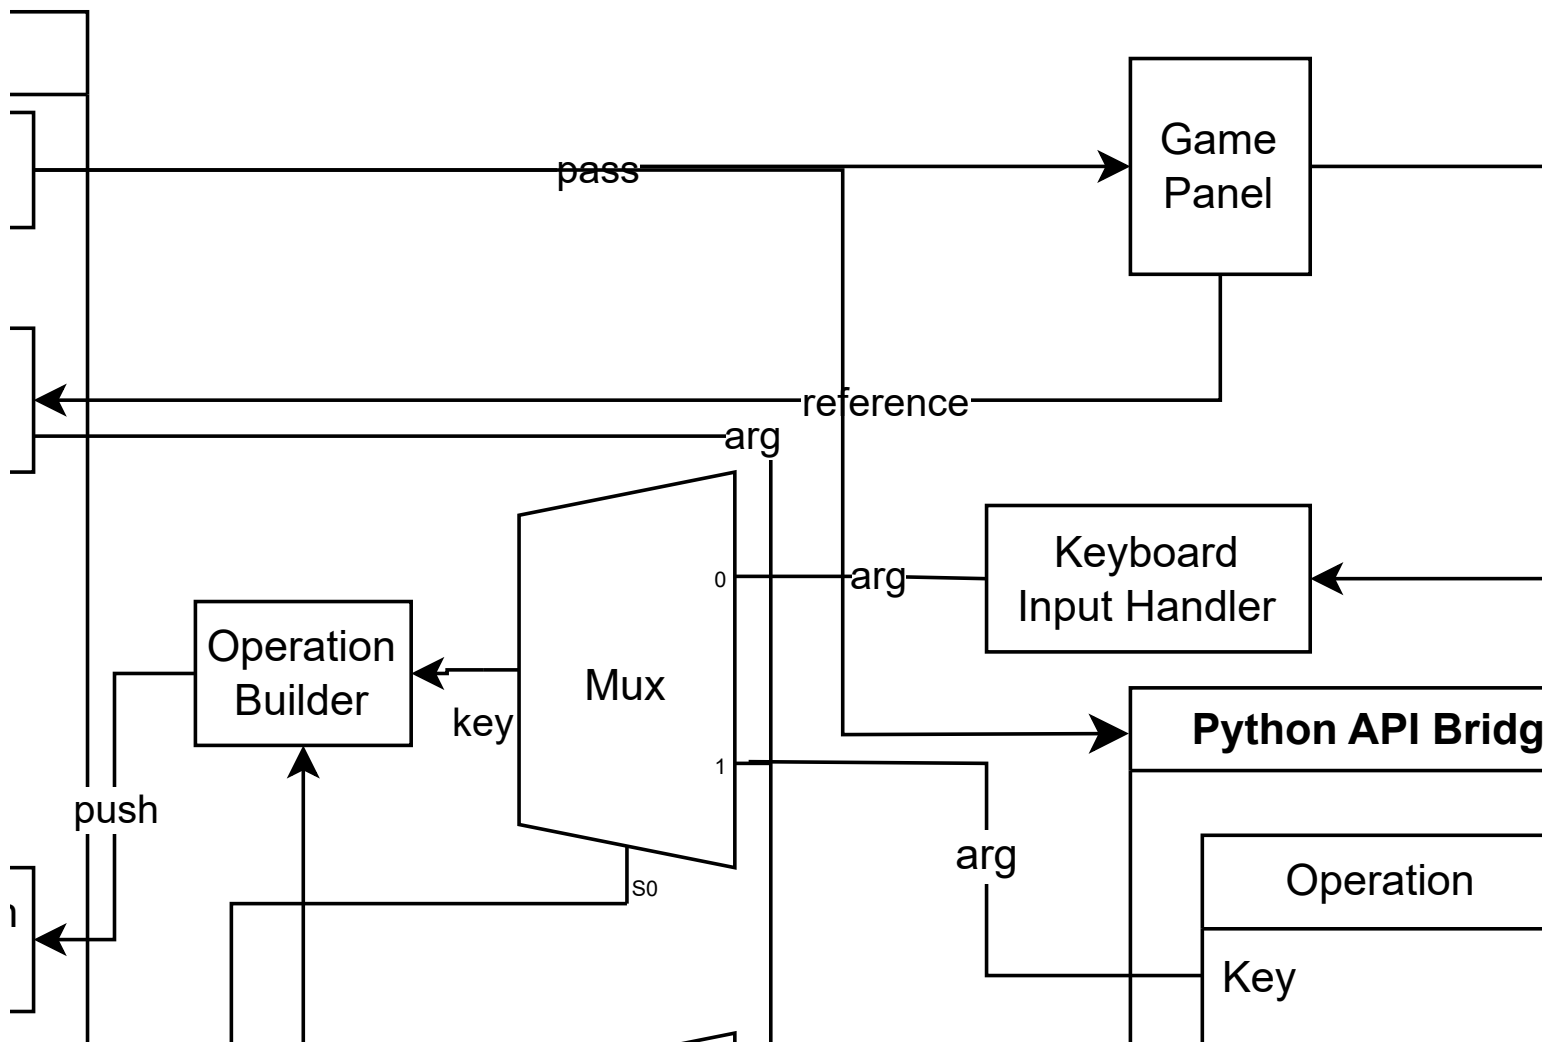 Game
Panel
pass
reference
arg
Keyboard
Input Handler
0
arg
Operation
Builder
Mux
key
Python API Bridg
1
push
arg
S0
Operation
Key